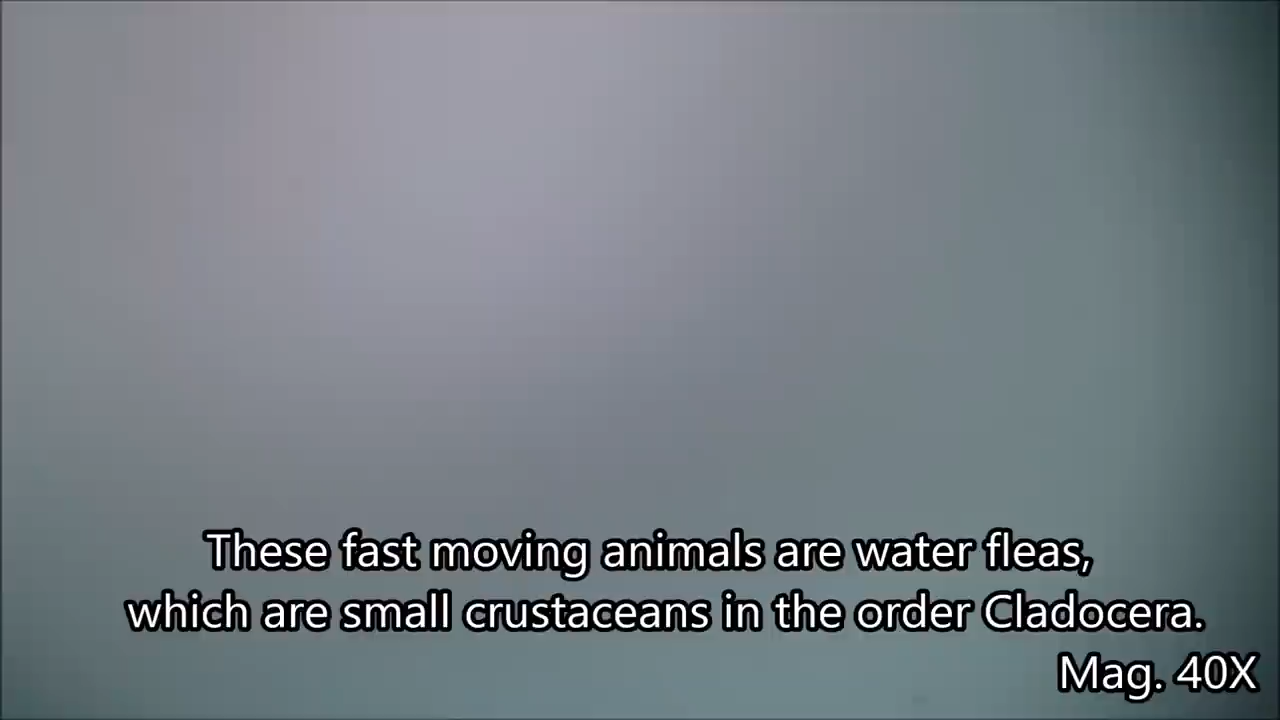 These fast moving animals are water fleas,
which are small crustaceans in the order Cladocera.
Mag. 40X